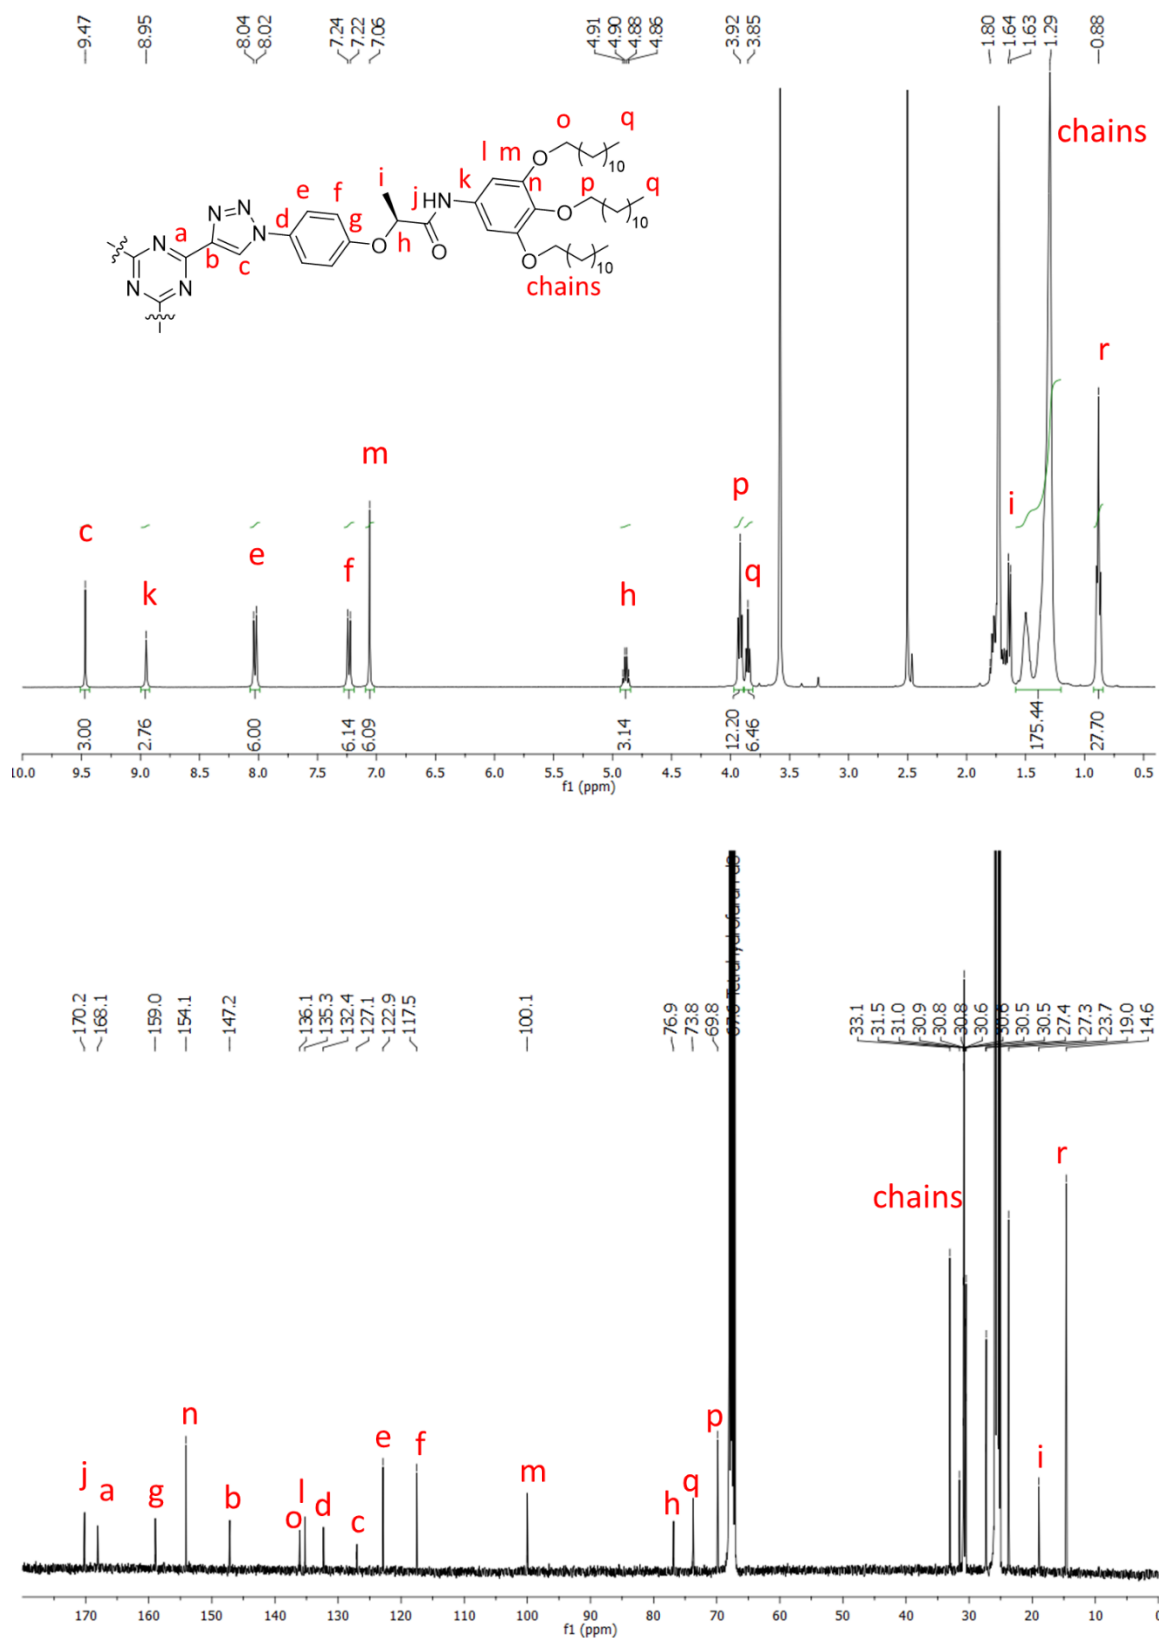 9.47 8.95 8.04 8.02 7.24 7.22 7.06 4.91 4.90 4.88 4.86 3.92 3.85 1.80 1.64 1.63 1.29 0.88
chains
o q
l m O 10
i k n p q
e f j HN O 10
N=N d g
a N O h O O 10
N b c chains
N N
r
m
p i
c e
k f h q
3.00 2.76 6.00 6.14 6.09 3.14 12.20 6.46 175.44 27.70
10.0 9.5 9.0 8.5 8.0 7.5 7.0 6.5 6.0 5.5 5.0 4.5 4.0 3.5 3.0 2.5 2.0 1.5 1.0 0.5
f1 (ppm)
170.2 168.1 159.0 154.1 147.2 136.1 135.3 132.4 127.1 122.9 117.5 100.1 76.9 73.8 69.8 67.6 Tetrahydrofuran d8 33.1 31.5 31.0 30.9 30.8 30.8 30.6 30.6 30.5 30.5 27.4 27.3 23.7 19.0 14.6
r
chains
n
e f p
j a g b l m i
o d c h q
170 160 150 140 130 120 110 100 90 80 70 60 50 40 30 20 10 0
f1 (ppm)